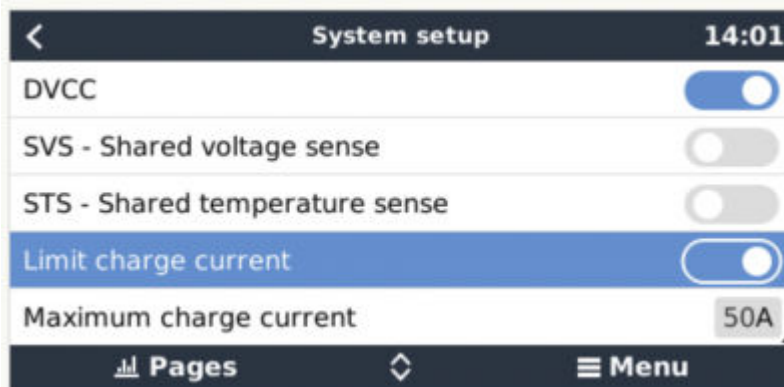 System setup 14:01
DVCC
SVS - Shared voltage sense
STS - Shared temperature sense
Limit charge current
Maximum charge current 50A
Pages Menu